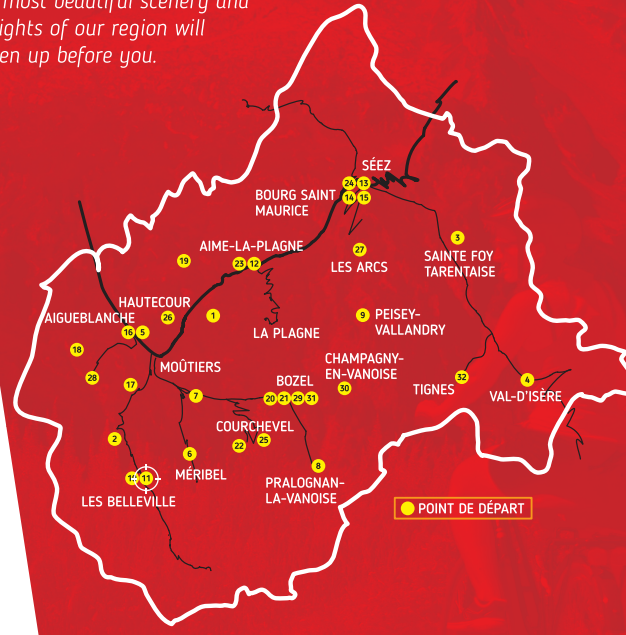 most beautiful scenery and
ights of our region will
en up before you.
SÉEZ
24 13
14 15
BOURG SAINT
MAURICE
3
SAINTE FOY
TARENTAISE
27
LES ARCS
19
AIME-LA-PLAGNE
23 12
HAUTECOUR
26
1
AIGUEBLANCHE
16 5
LA PLAGNE
9
PEISEY-
VALLANDRY
18
28
MOÛTIERS
17
7
CHAMPAGNY-
EN-VANOISE
30
BOZEL
20 21 29 31
32
TIGNES
4
VAL-D'ISÈRE
2
COURCHEVEL
22 25
6
MÉRIBEL
8
PRALOGNAN-
LA-VANOISE
11
LES BELLEVILLE
POINT DE DÉPART